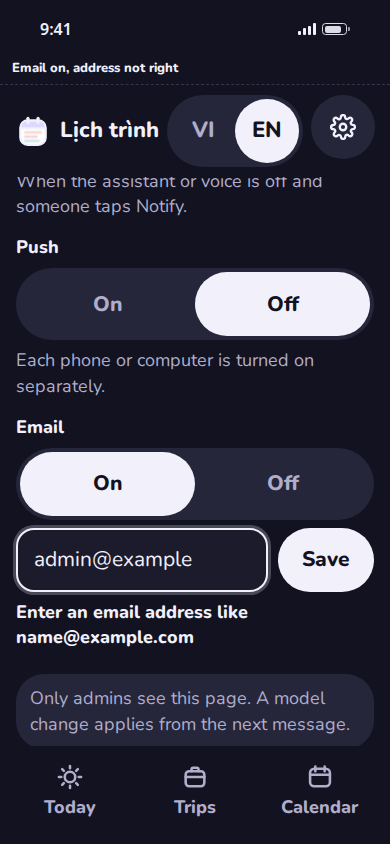 9:41
Email on, address not right
Lịch trình
VI
EN
When the assistant or voice is off and
someone taps Notify.
Push
On
Off
Each phone or computer is turned on
separately.
Email
On
Off
admin@example
Save
Enter an email address like
name@example.com
Only admins see this page. A model
change applies from the next message.
Today
Trips
Calendar